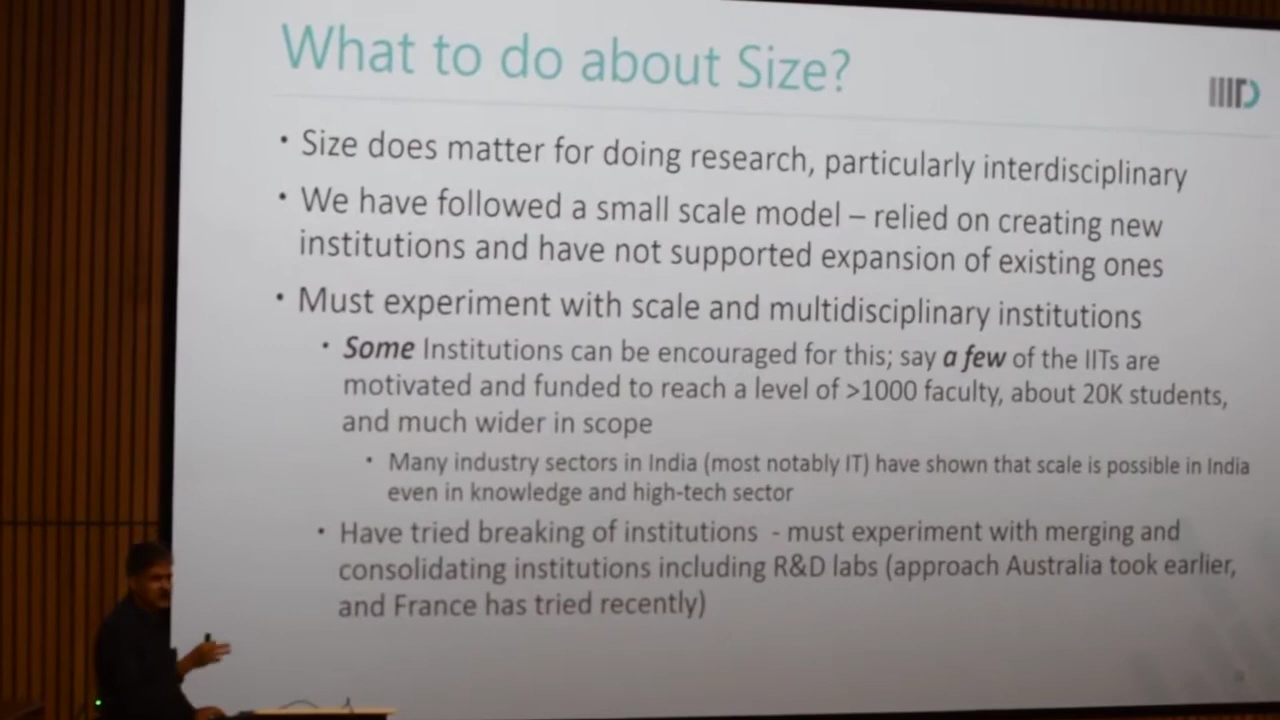 What to do about Size?
IIITD
• Size does matter for doing research, particularly interdisciplinary
• We have followed a small scale model – relied on creating new
institutions and have not supported expansion of existing ones
• Must experiment with scale and multidisciplinary institutions
• Some Institutions can be encouraged for this; say a few of the IITs are
motivated and funded to reach a level of >1000 faculty, about 20K students,
and much wider in scope
• Many industry sectors in India (most notably IT) have shown that scale is possible in India
even in knowledge and high-tech sector
• Have tried breaking of institutions - must experiment with merging and
consolidating institutions including R&D labs (approach Australia took earlier,
and France has tried recently)